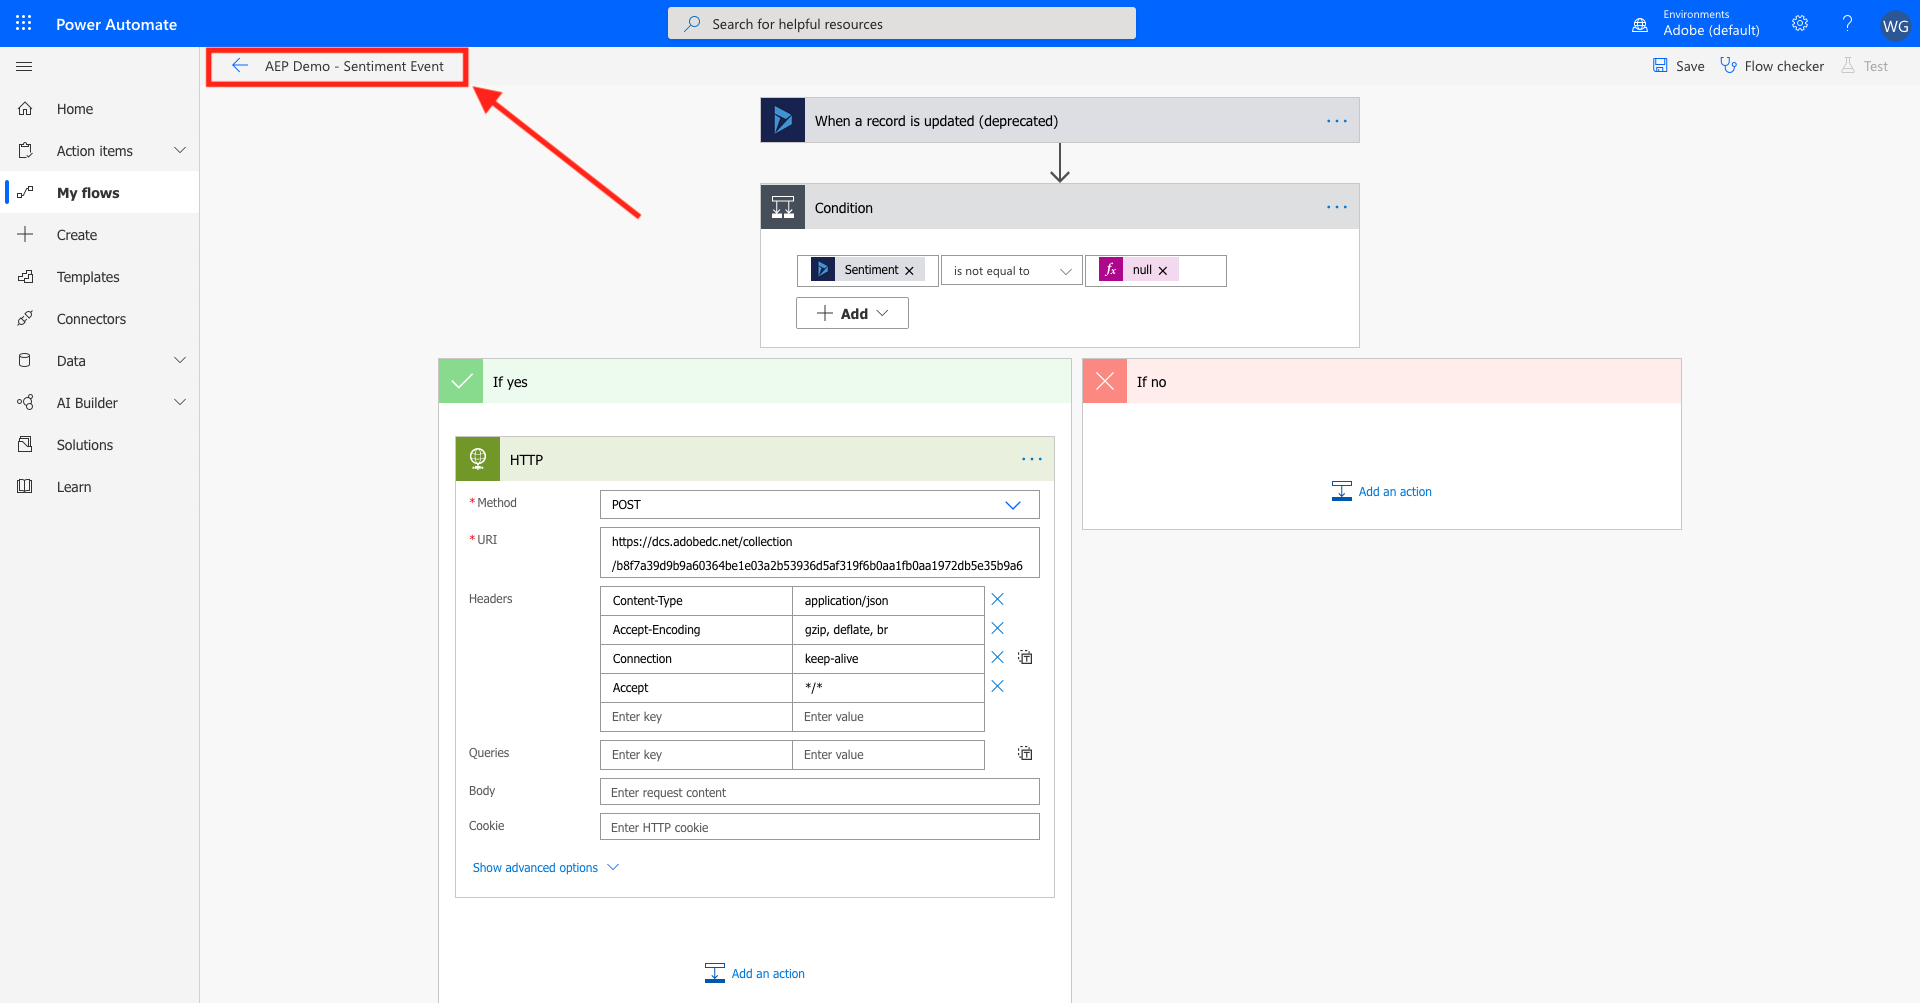 Power Automate
Search for helpful resources
Environments
Adobe (default)
WG
AEP Demo - Sentiment Event
Save
Flow checker
Test
Home
Action items
My flows
Create
Templates
Connectors
Data
AI Builder
Solutions
Learn
When a record is updated (deprecated)
Condition
Sentiment
is not equal to
fx null
Add
If yes
If no
Add an action
HTTP
* Method
POST
* URI
https://dcs.adobedc.net/collection
/b8f7a39d9b9a60364be1e03a2b53936d5af319f6b0aa1fb0aa1972db5e35b9a6
Headers
Content-Type application/json
Accept-Encoding gzip, deflate, br
Connection keep-alive
Accept */*
Enter key Enter value
Queries
Enter key Enter value
Body
Enter request content
Cookie
Enter HTTP cookie
Show advanced options
Add an action